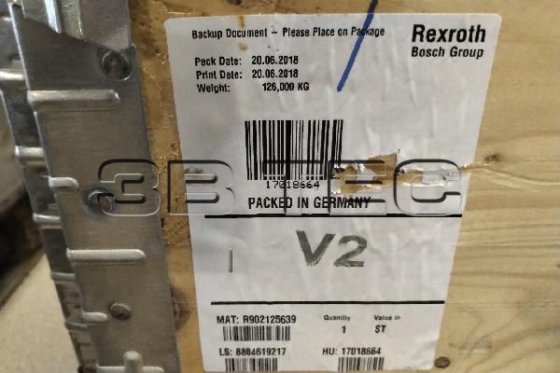 Backup Document - Please Place on Package
Rexroth
Bosch Group
Pack Date: 20.06.2018
Print Date: 20.06.2018
Weight: 126,000 KG
17018664
3B TEC
PACKED IN GERMANY
V2
MAT: R902125639
Quantity
1
Value in
ST
LS: 8804619217
HU: 17018664